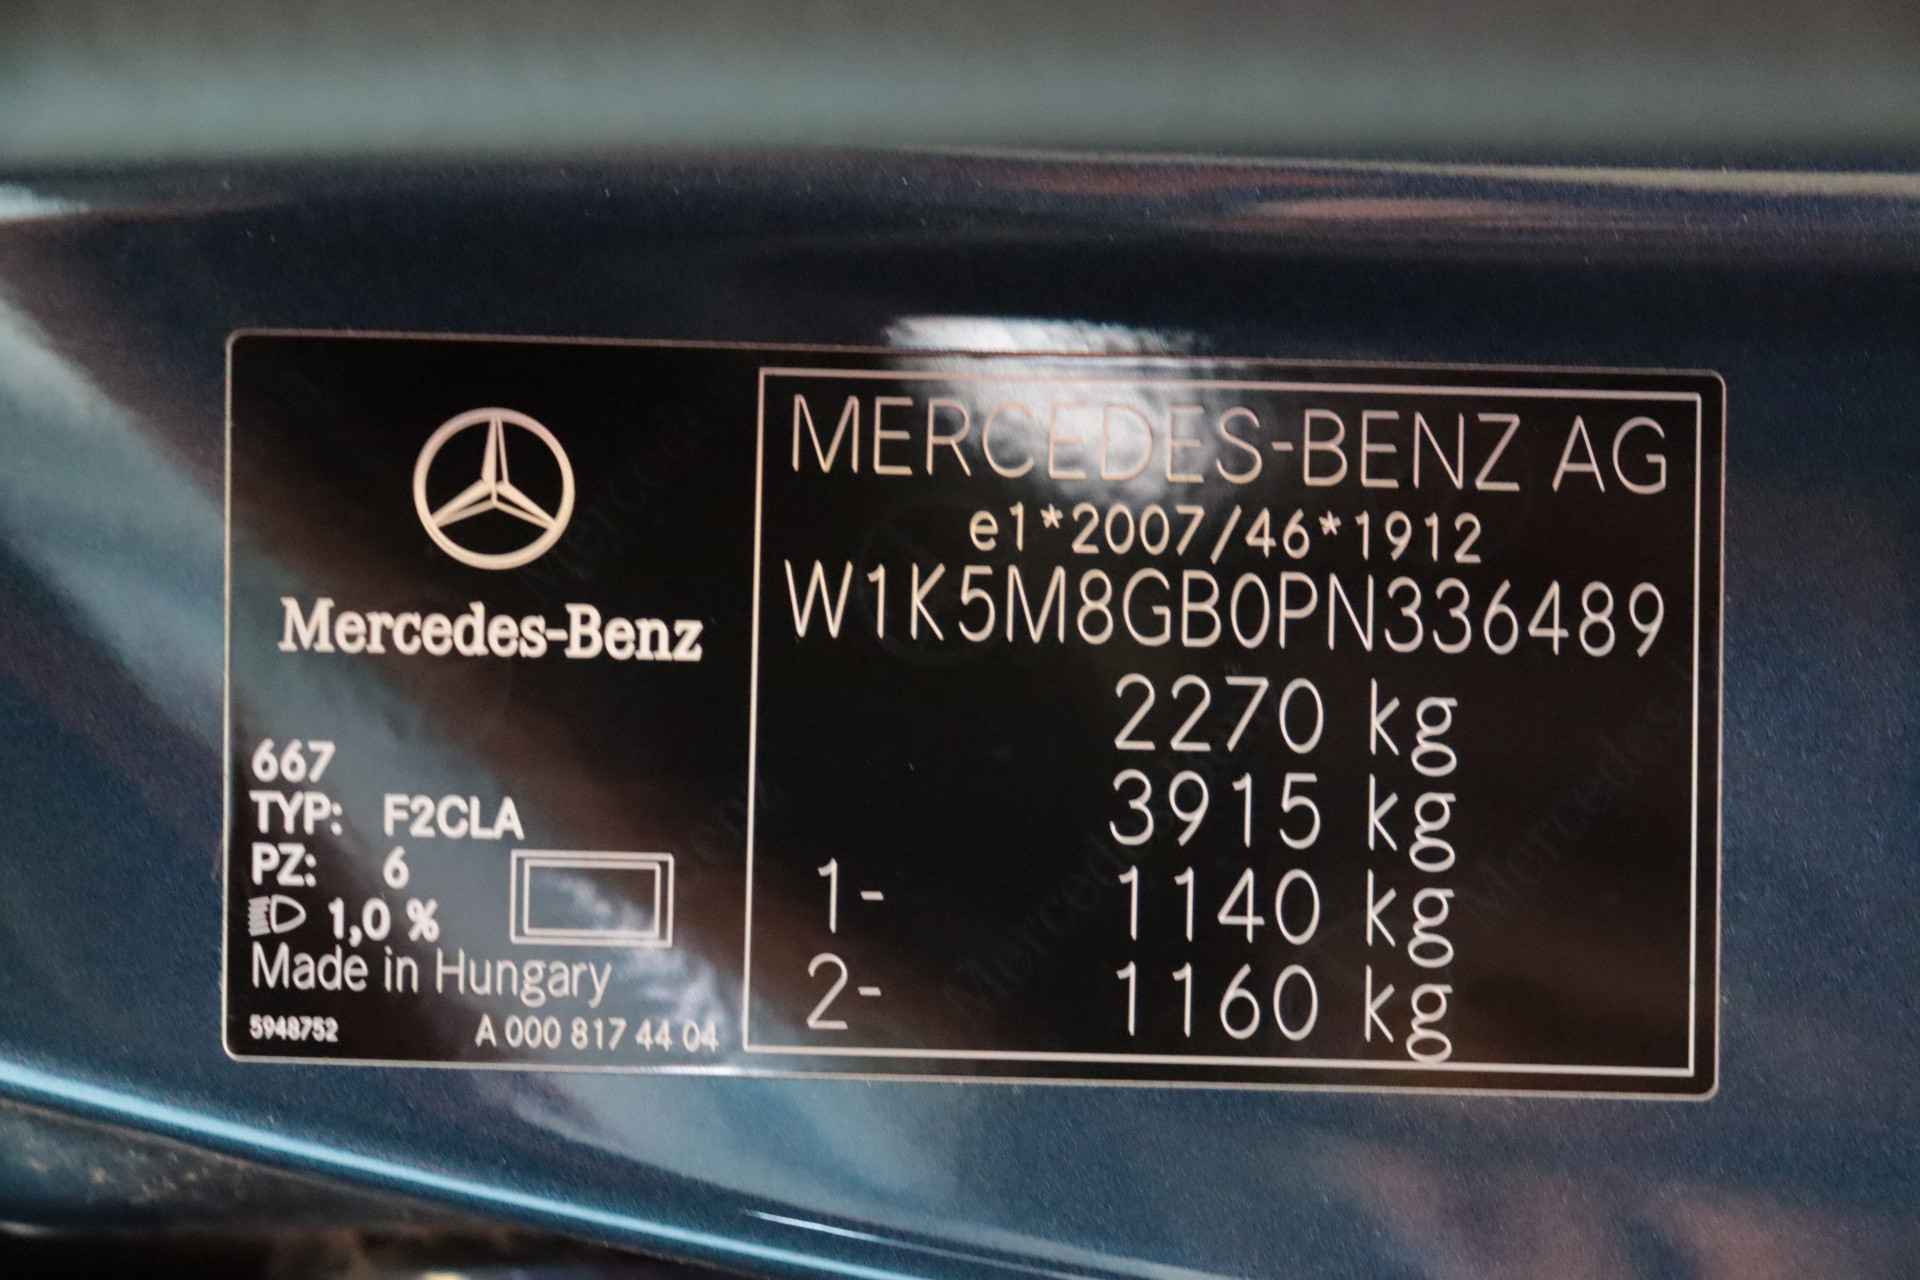 Mercedes-Benz
667
TYP: F2CLA
PZ: 6
1,0 %
Made in Hungary
5948752 A 000 817 44 04
MERCEDES-BENZ AG
e1*2007/46*1912
W1K5M8GB0PN336489
2270 kg
3915 kg
1- 1140 kg
2- 1160 kg